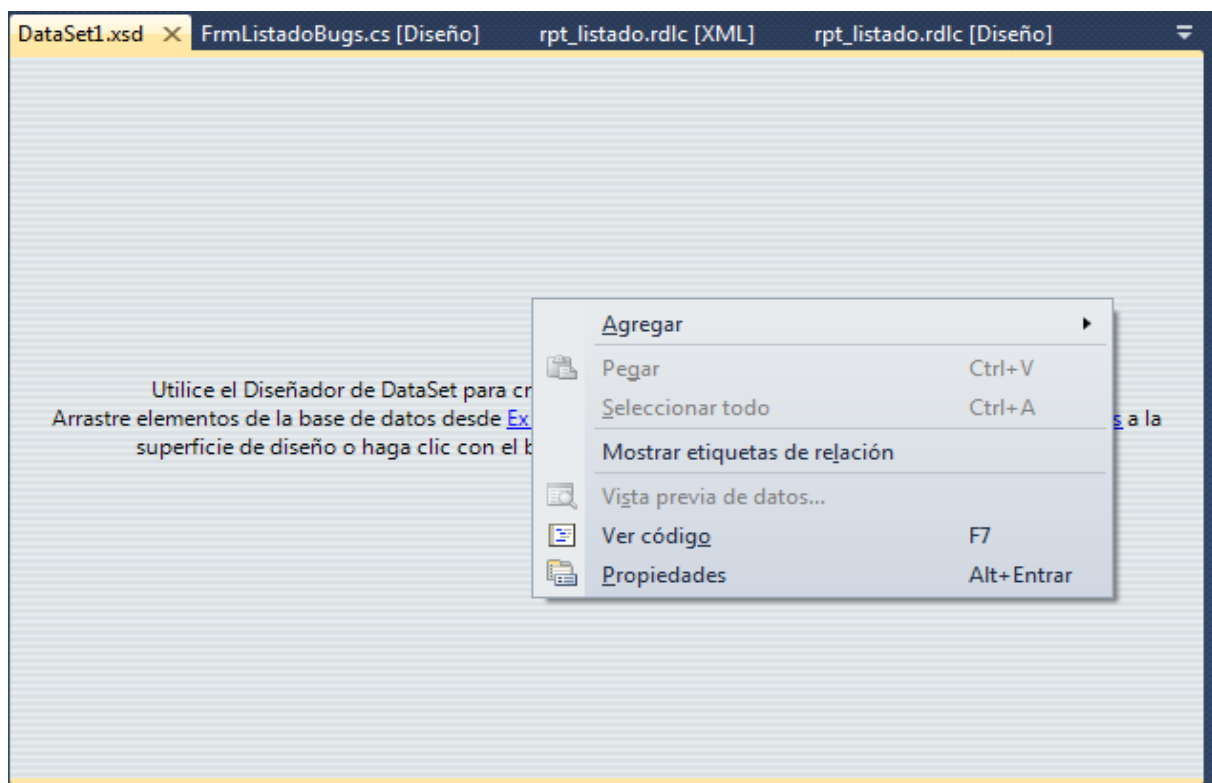 DataSet1.xsd FrmListadoBugs.cs [Diseño] rpt_listado.rdlc [XML] rpt_listado.rdlc [Diseño]
Agregar
Pegar Ctrl+V
Seleccionar todo Ctrl+A
Mostrar etiquetas de relación
Vista previa de datos...
Ver código F7
Propiedades Alt+Entrar
Utilice el Diseñador de DataSet para
Arrastre elementos de la base de datos desde a la
superficie de diseño o haga clic con el